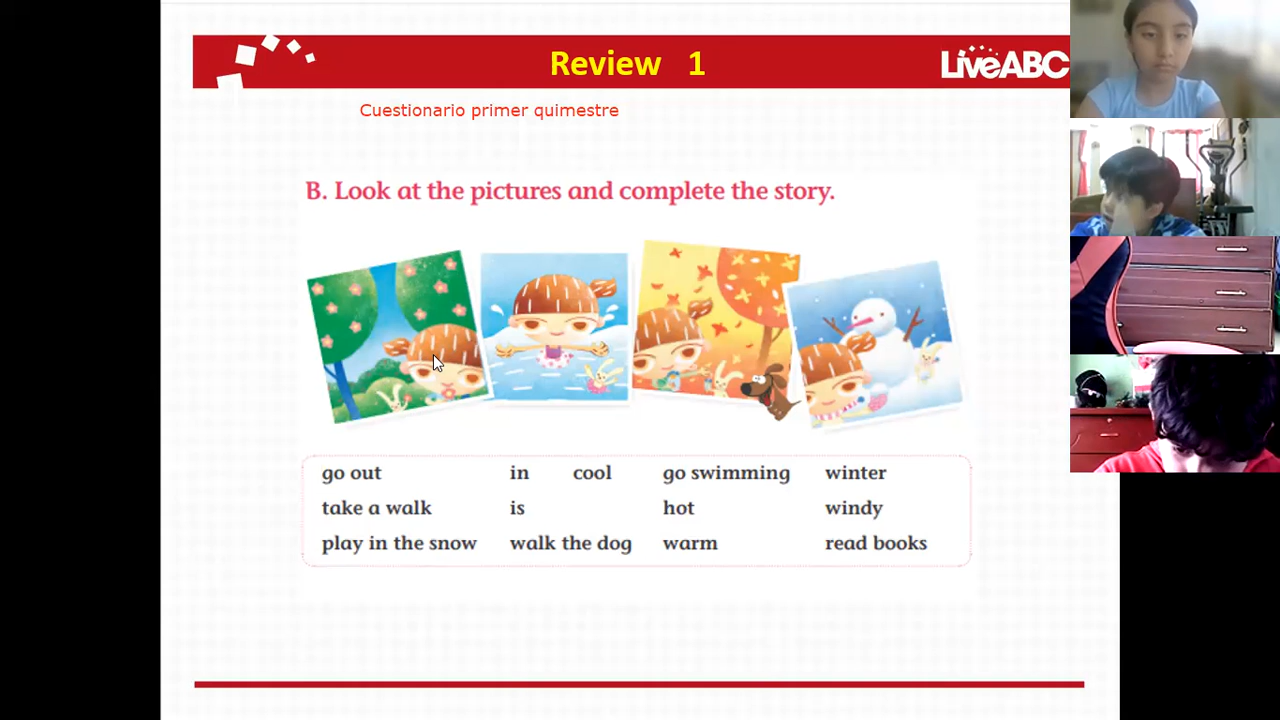 Review 1
LiveABC
Cuestionario primer quimestre
B. Look at the pictures and complete the story.
go out in cool go swimming winter
take a walk is hot windy
play in the snow walk the dog warm read books